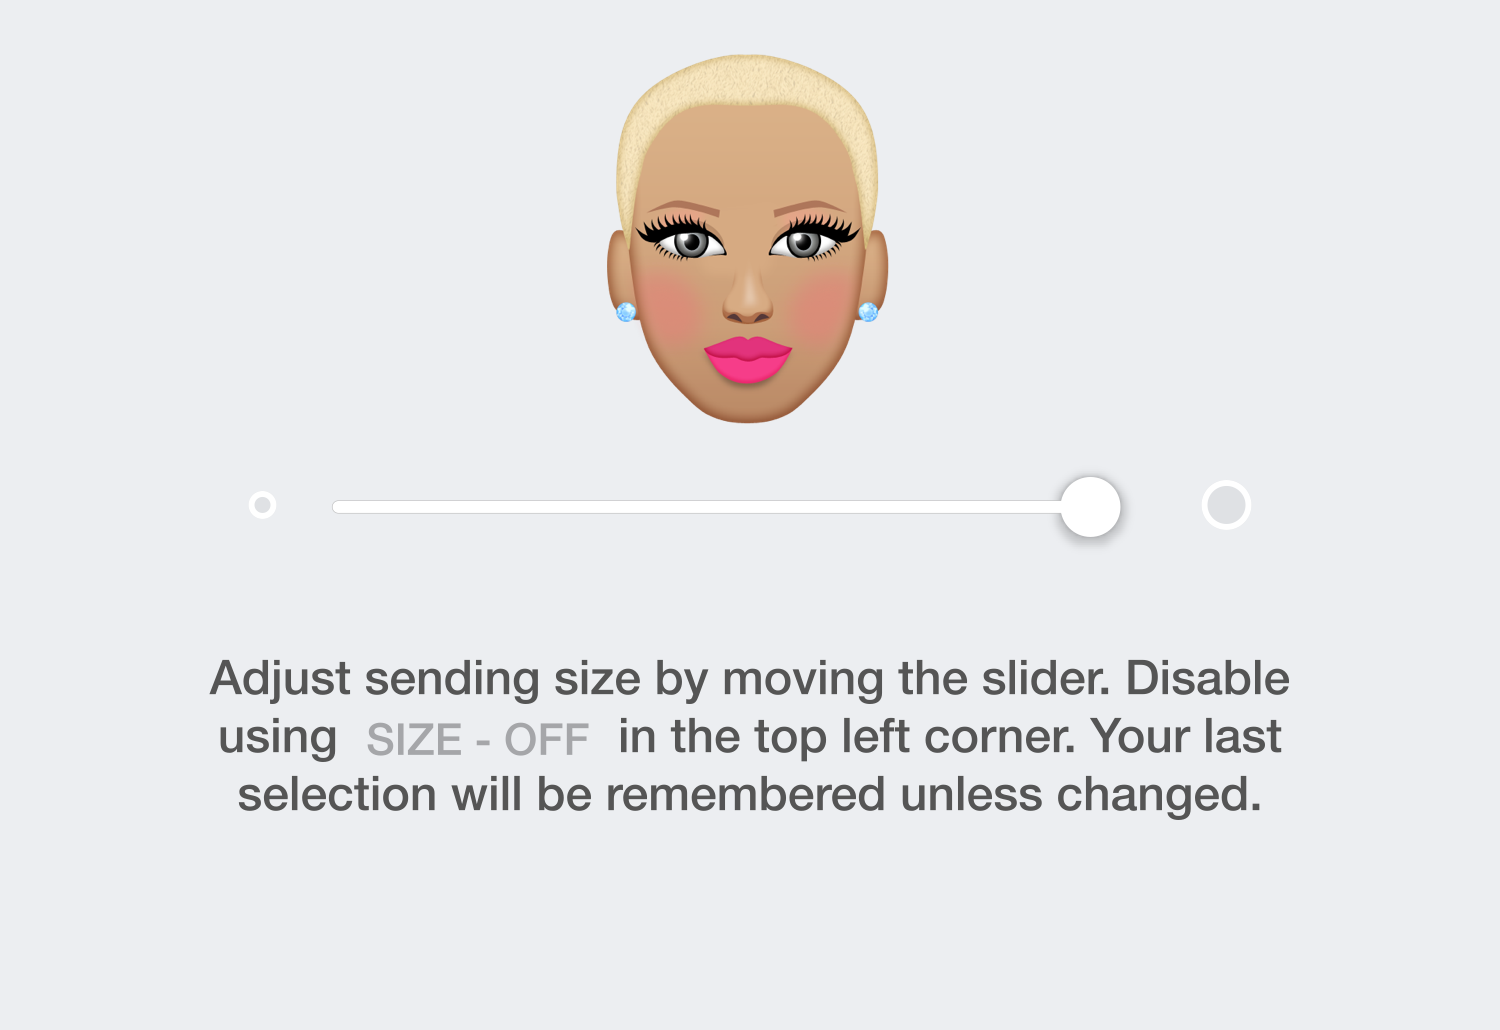 Adjust sending size by moving the slider. Disable
using SIZE - OFF in the top left corner. Your last
selection will be remembered unless changed.